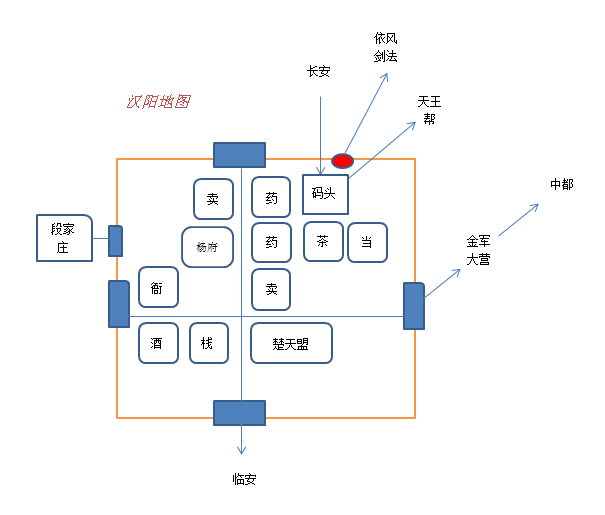 依风
剑法
长安
天王
帮
汉阳地图
中都
卖
药
码头
段家
庄
杨府
药
茶
当
金军
大营
衙
卖
酒
栈
楚天盟
临安